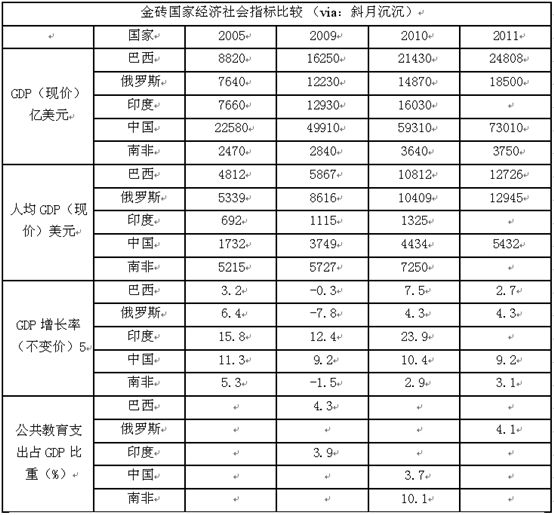 金砖国家经济社会指标比较（via：斜月沉沉）
国家 2005 2009 2010 2011
GDP（现价）亿美元
巴西 8820 16250 21430 24808
俄罗斯 7640 12230 14870 18500
印度 7660 12930 16030
中国 22580 49910 59310 73010
南非 2470 2840 3640 3750
人均 GDP（现价）美元
巴西 4812 5867 10812 12726
俄罗斯 5339 8616 10409 12945
印度 692 1115 1325
中国 1732 3749 4434 5432
南非 5215 5727 7250
GDP 增长率（不变价）5
巴西 3.2 -0.3 7.5 2.7
俄罗斯 6.4 -7.8 4.3 4.3
印度 15.8 12.4 23.9
中国 11.3 9.2 10.4 9.2
南非 5.3 -1.5 2.9 3.1
公共教育支出占 GDP 比重（%）
巴西 4.3
俄罗斯 4.1
印度 3.9
中国 3.7
南非 10.1